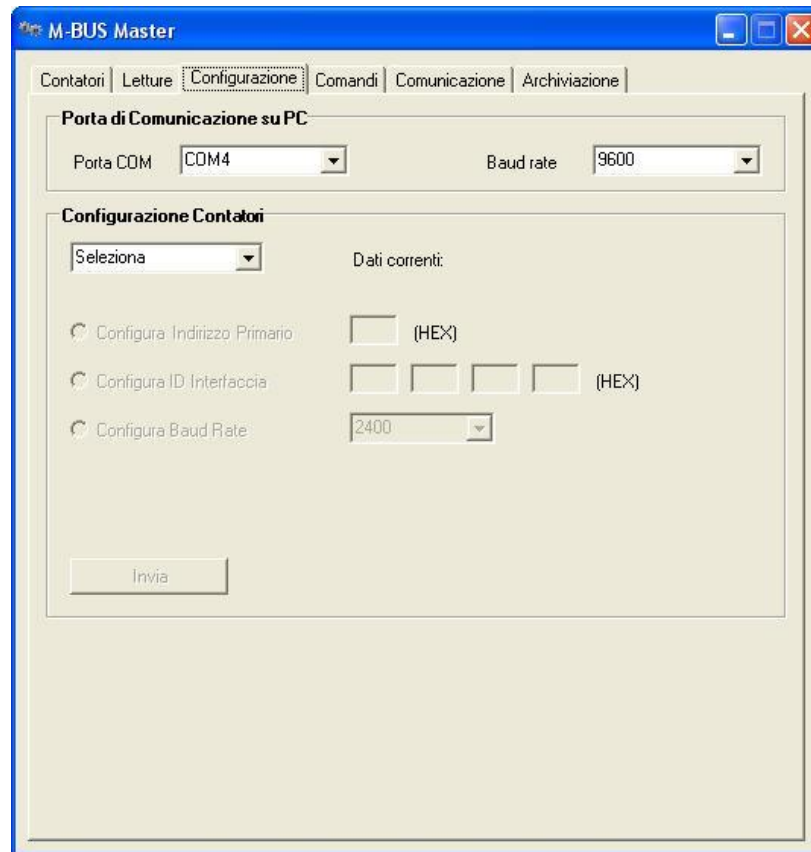 M-BUS Master
Contatori Letture Configurazione Comandi Comunicazione Archiviazione
Porta di Comunicazione su PC
Porta COM COM4 Baud rate 9600
Configurazione Contatori
Seleziona Dati correnti:
Configura Indirizzo Primario (HEX)
Configura ID Interfaccia (HEX)
Configura Baud Rate 2400
Invia